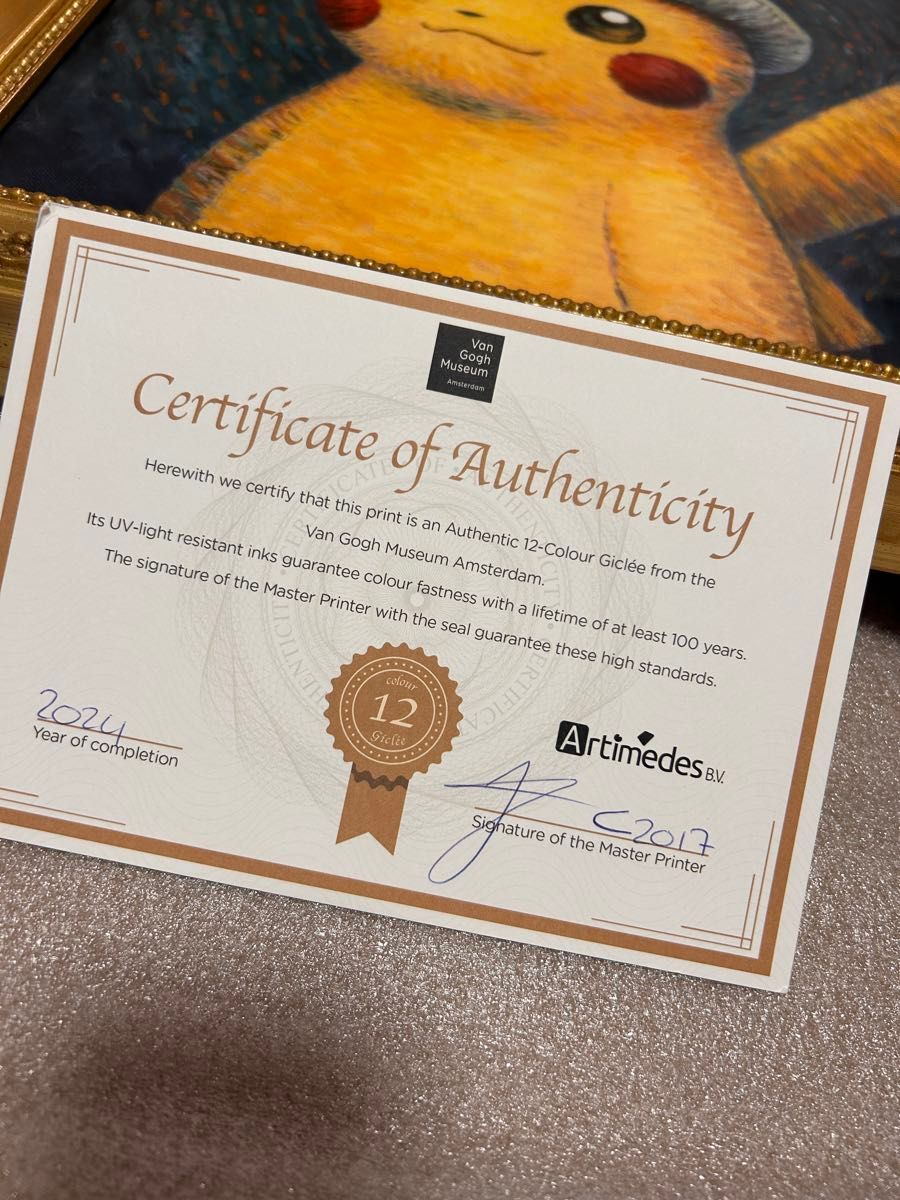 Van
Gogh
Museum
Amsterdam
Certificate of Authenticity
Herewith we certify that this print is an Authentic 12-Colour Giclée from the
Van Gogh Museum Amsterdam.
Its UV-light resistant inks guarantee colour fastness with a lifetime of at least 100 years.
The signature of the Master Printer with the seal guarantee these high standards.
colour
12
Giclée
2024
Year of completion
Artimedes B.V.
C2017
Signature of the Master Printer